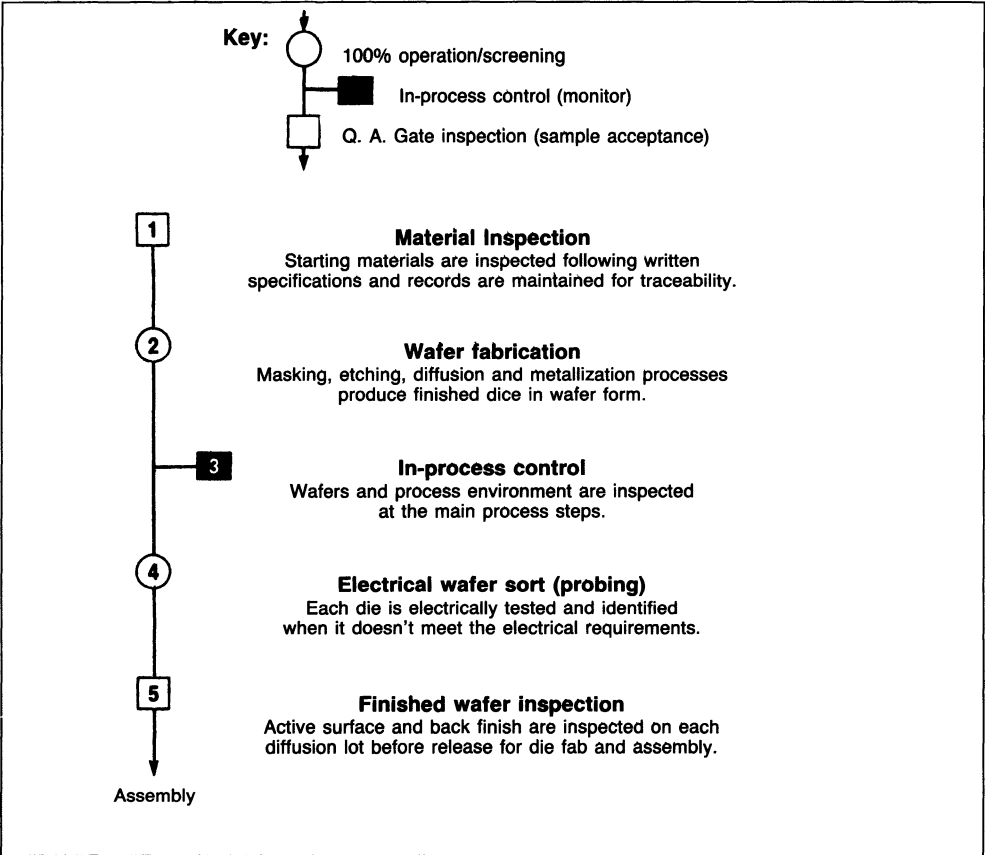 Key:
100% operation/screening
In-process control (monitor)
Q. A. Gate inspection (sample acceptance)
1
Material Inspection
Starting materials are inspected following written
specifications and records are maintained for traceability.
2
Wafer fabrication
Masking, etching, diffusion and metallization processes
produce finished dice in wafer form.
3
In-process control
Wafers and process environment are inspected
at the main process steps.
4
Electrical wafer sort (probing)
Each die is electrically tested and identified
when it doesn't meet the electrical requirements.
5
Finished wafer inspection
Active surface and back finish are inspected on each
diffusion lot before release for die fab and assembly.
Assembly